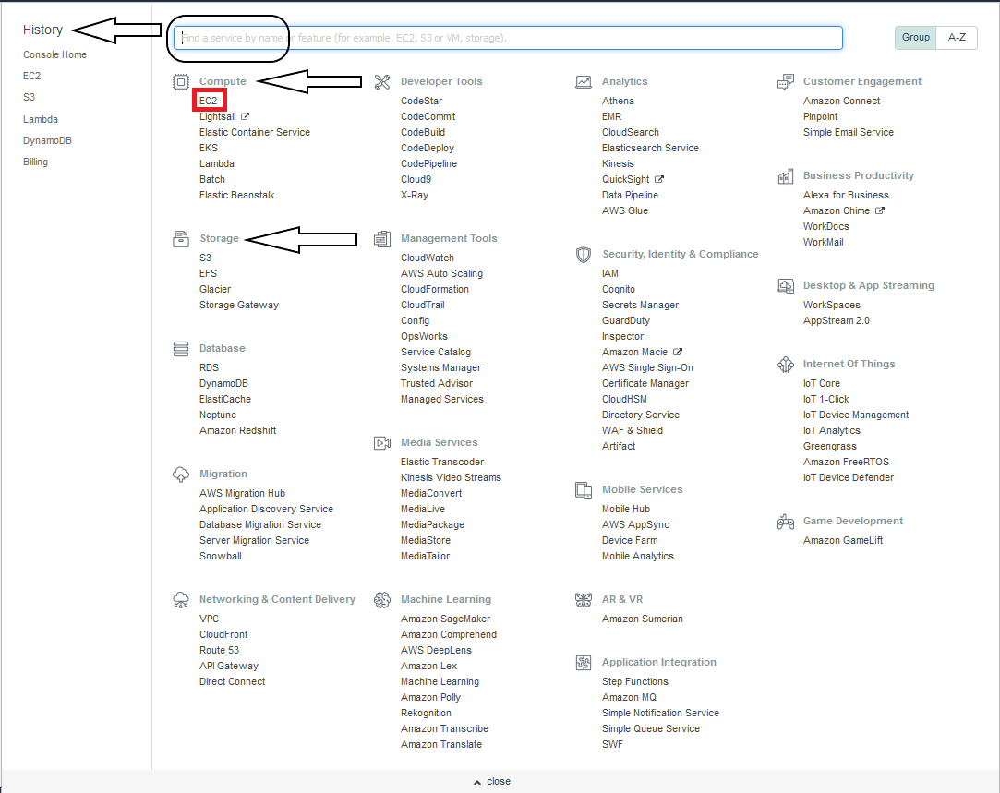 History
Console Home
EC2
S3
Lambda
DynamoDB
Billing
Find a service by name or feature (for example, EC2, S3 or VM, storage).
Group
A-Z
Compute
EC2
Lightsail
Elastic Container Service
EKS
Lambda
Batch
Elastic Beanstalk
Storage
S3
EFS
Glacier
Storage Gateway
Database
RDS
DynamoDB
ElastiCache
Neptune
Amazon Redshift
Migration
AWS Migration Hub
Application Discovery Service
Database Migration Service
Server Migration Service
Snowball
Networking & Content Delivery
VPC
CloudFront
Route 53
API Gateway
Direct Connect
Developer Tools
CodeStar
CodeCommit
CodeBuild
CodeDeploy
CodePipeline
Cloud9
X-Ray
Management Tools
CloudWatch
AWS Auto Scaling
CloudFormation
CloudTrail
Config
OpsWorks
Service Catalog
Systems Manager
Trusted Advisor
Managed Services
Media Services
Elastic Transcoder
Kinesis Video Streams
MediaConvert
MediaLive
MediaPackage
MediaStore
MediaTailor
Machine Learning
Amazon SageMaker
Amazon Comprehend
AWS DeepLens
Amazon Lex
Machine Learning
Amazon Polly
Rekognition
Amazon Transcribe
Amazon Translate
Analytics
Athena
EMR
CloudSearch
Elasticsearch Service
Kinesis
QuickSight
Data Pipeline
AWS Glue
Security, Identity & Compliance
IAM
Cognito
Secrets Manager
GuardDuty
Inspector
Amazon Macie
AWS Single Sign-On
Certificate Manager
CloudHSM
Directory Service
WAF & Shield
Artifact
Mobile Services
Mobile Hub
AWS AppSync
Device Farm
Mobile Analytics
AR & VR
Amazon Sumerian
Application Integration
Step Functions
Amazon MQ
Simple Notification Service
Simple Queue Service
SWF
Customer Engagement
Amazon Connect
Pinpoint
Simple Email Service
Business Productivity
Alexa for Business
Amazon Chime
WorkDocs
WorkMail
Desktop & App Streaming
WorkSpaces
AppStream 2.0
Internet Of Things
IoT Core
IoT 1-Click
IoT Device Management
IoT Analytics
Greengrass
Amazon FreeRTOS
IoT Device Defender
Game Development
Amazon GameLift
close